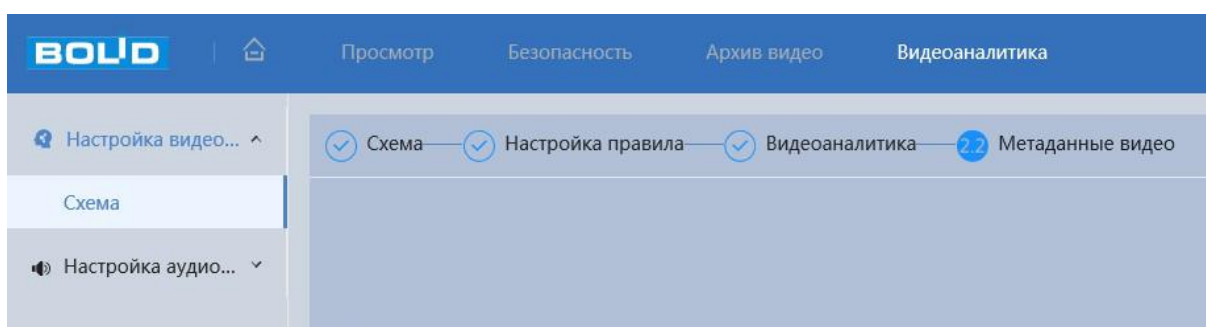 BOLID Просмотр Безопасность Архив видео Видеоаналитика
Настройка видео... Схема Настройка правила Видеоаналитика 2.2 Метаданные видео
Схема
Настройка аудио...